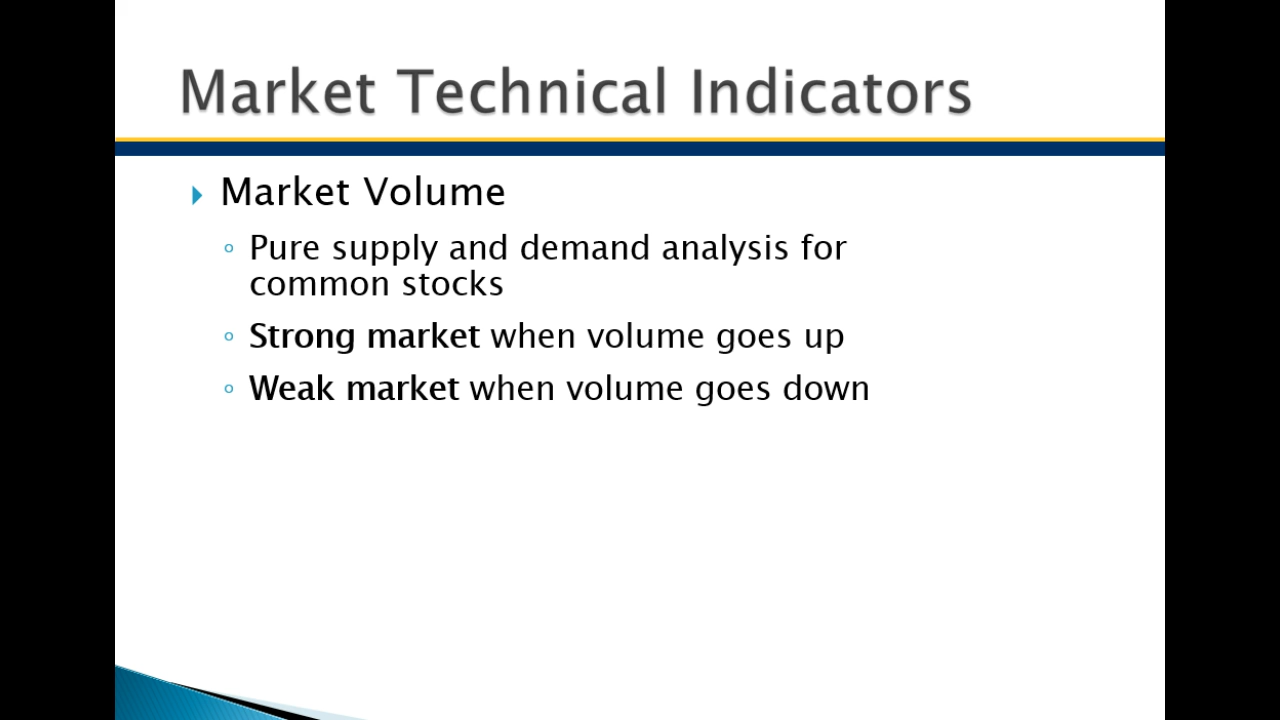 Market Technical Indicators
Market Volume
Pure supply and demand analysis for
common stocks
Strong market when volume goes up
Weak market when volume goes down